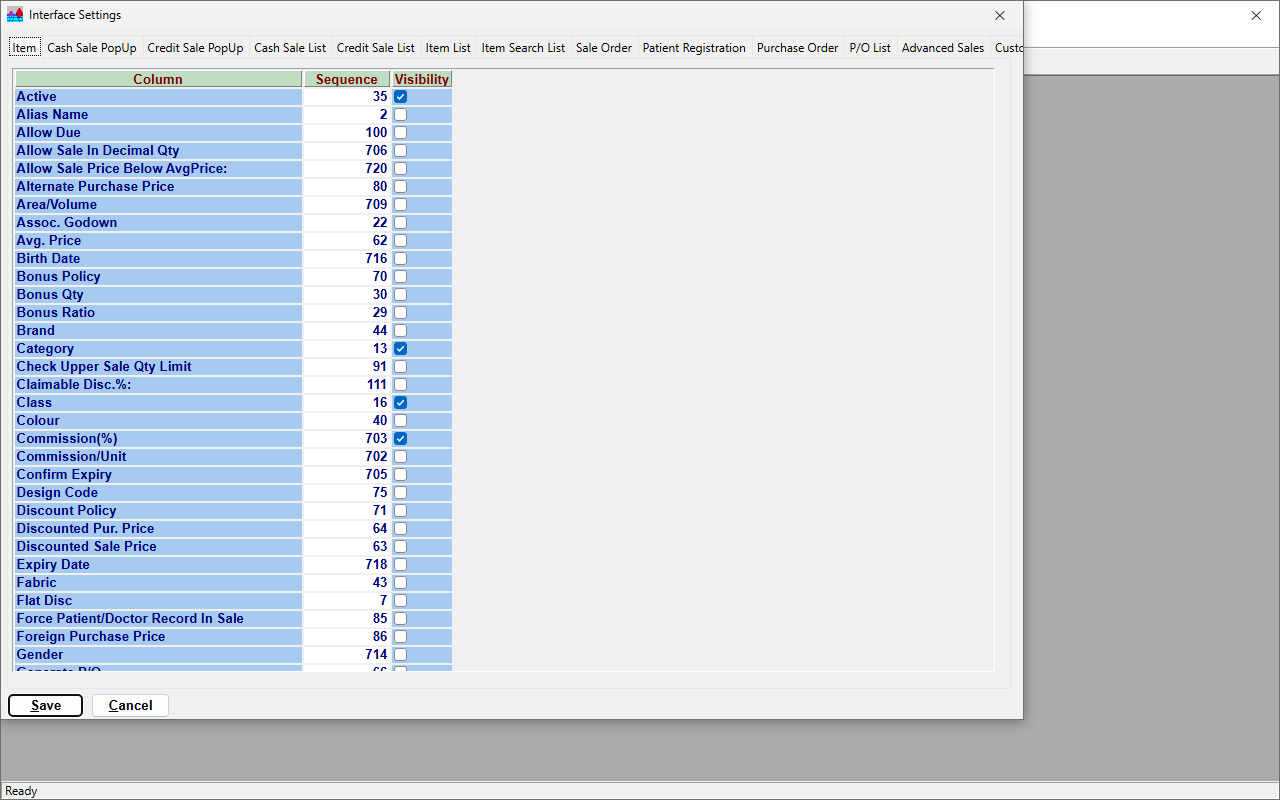 Interface Settings
Item Cash Sale PopUp Credit Sale PopUp Cash Sale List Credit Sale List Item List Item Search List Sale Order Patient Registration Purchase Order P/O List Advanced Sales Custo
Column Sequence Visibility
Active 35
Alias Name 2
Allow Due 100
Allow Sale In Decimal Qty 706
Allow Sale Price Below AvgPrice: 720
Alternate Purchase Price 80
Area/Volume 709
Assoc. Godown 22
Avg. Price 62
Birth Date 716
Bonus Policy 70
Bonus Qty 30
Bonus Ratio 29
Brand 44
Category 13
Check Upper Sale Qty Limit 91
Claimable Disc.%: 111
Class 16
Colour 40
Commission(%) 703
Commission/Unit 702
Confirm Expiry 705
Design Code 75
Discount Policy 71
Discounted Pur. Price 64
Discounted Sale Price 63
Expiry Date 718
Fabric 43
Flat Disc 7
Force Patient/Doctor Record In Sale 85
Foreign Purchase Price 86
Gender 714
Generate P/O 66
Save Cancel
Ready